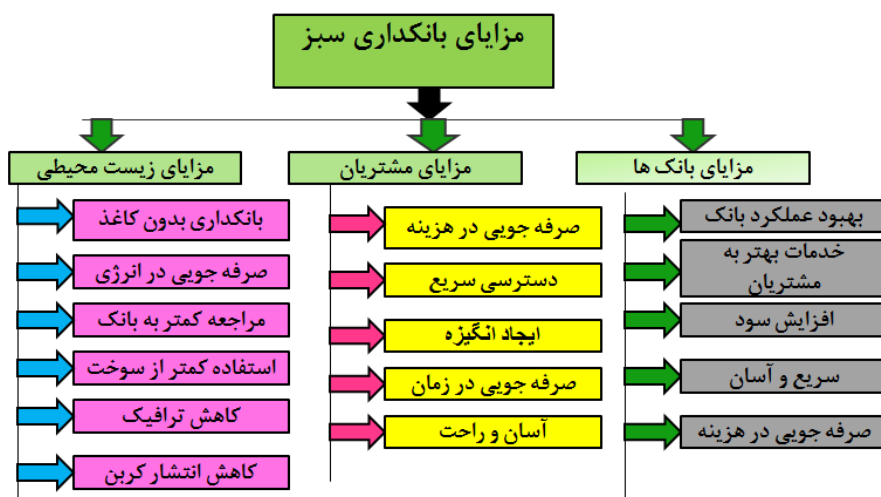 مزایای بانکداری سبز
مزایای بانک ها
بهبود عملکرد بانک
خدمات بهتر به
مشتریان
افزایش سود
سریع و آسان
صرفه جویی در هزینه
مزایای مشتریان
صرفه جویی در هزینه
دسترسی سریع
ایجاد انگیزه
صرفه جویی در زمان
آسان و راحت
مزایای زیست محیطی
بانکداری بدون کاغذ
صرفه جویی در انرژی
مراجعه کمتر به بانک
استفاده کمتر از سوخت
کاهش ترافیک
کاهش انتشار کربن